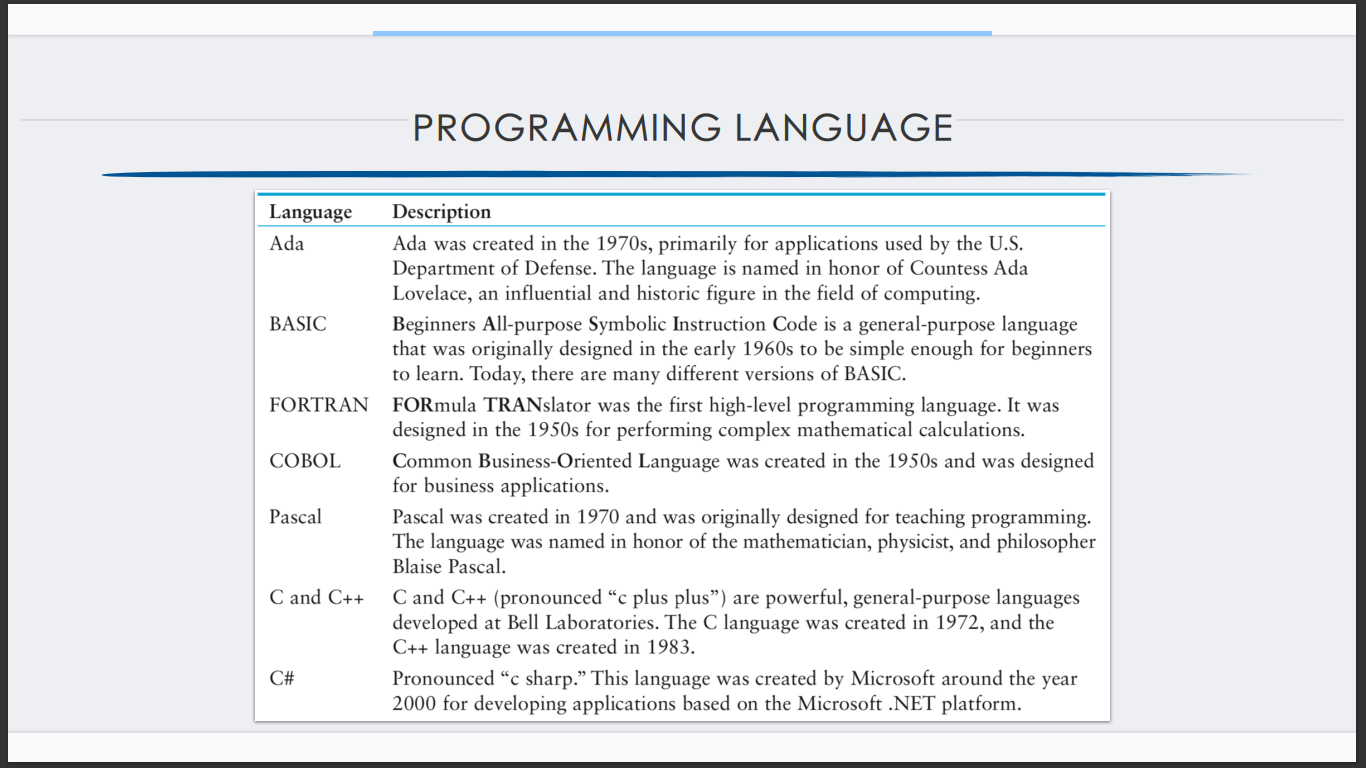 PROGRAMMING LANGUAGE
Language Description
Ada Ada was created in the 1970s, primarily for applications used by the U.S.
Department of Defense. The language is named in honor of Countess Ada
Lovelace, an influential and historic figure in the field of computing.
BASIC Beginners All-purpose Symbolic Instruction Code is a general-purpose language
that was originally designed in the early 1960s to be simple enough for beginners
to learn. Today, there are many different versions of BASIC.
FORTRAN FORmula TRANslator was the first high-level programming language. It was
designed in the 1950s for performing complex mathematical calculations.
COBOL Common Business-Oriented Language was created in the 1950s and was designed
for business applications.
Pascal Pascal was created in 1970 and was originally designed for teaching programming.
The language was named in honor of the mathematician, physicist, and philosopher
Blaise Pascal.
C and C++ C and C++ (pronounced “c plus plus”) are powerful, general-purpose languages
developed at Bell Laboratories. The C language was created in 1972, and the
C++ language was created in 1983.
C# Pronounced “c sharp.” This language was created by Microsoft around the year
2000 for developing applications based on the Microsoft .NET platform.